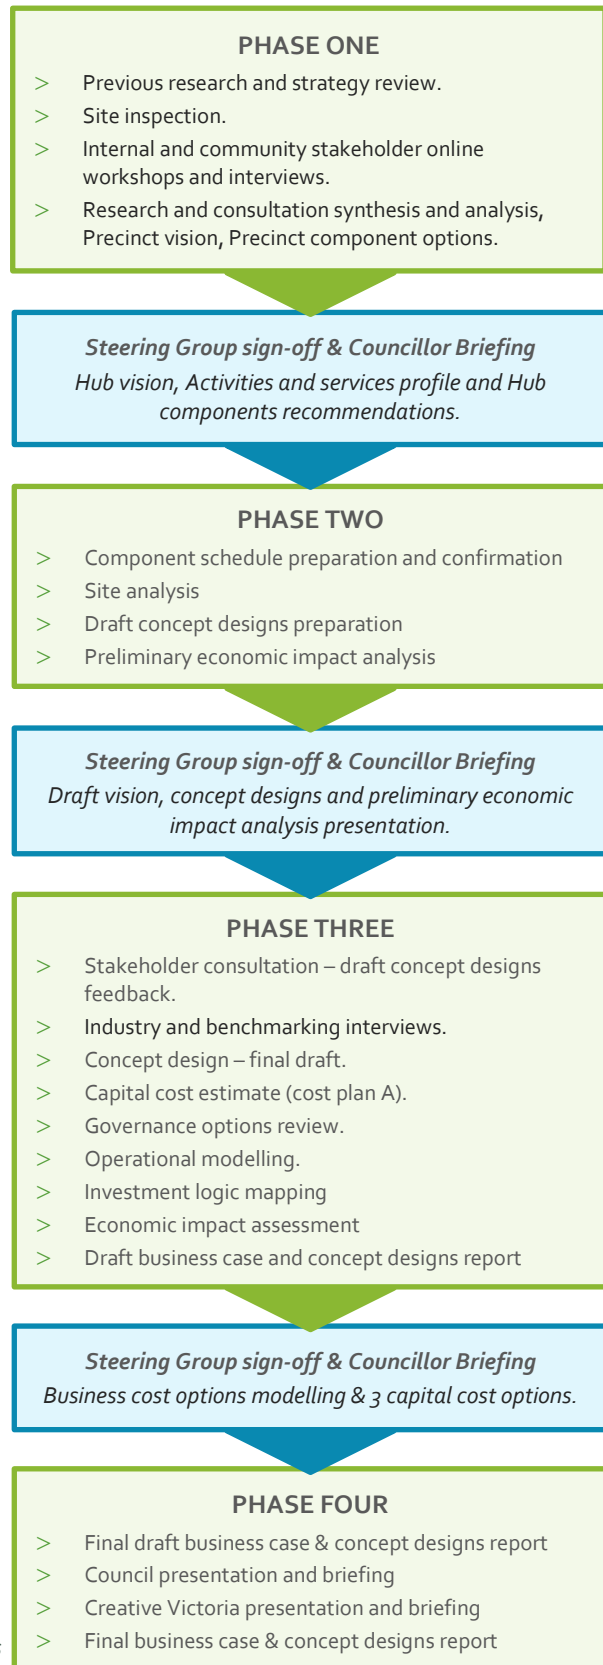 PHASE ONE
> Previous research and strategy review.
> Site inspection.
> Internal and community stakeholder online
workshops and interviews.
> Research and consultation synthesis and analysis,
Precinct vision, Precinct component options.
Steering Group sign-off & Councillor Briefing
Hub vision, Activities and services profile and Hub
components recommendations.
PHASE TWO
> Component schedule preparation and confirmation
> Site analysis
> Draft concept designs preparation
> Preliminary economic impact analysis
Steering Group sign-off & Councillor Briefing
Draft vision, concept designs and preliminary economic
impact analysis presentation.
PHASE THREE
> Stakeholder consultation – draft concept designs
feedback.
> Industry and benchmarking interviews.
> Concept design – final draft.
> Capital cost estimate (cost plan A).
> Governance options review.
> Operational modelling.
> Investment logic mapping
> Economic impact assessment
> Draft business case and concept designs report
Steering Group sign-off & Councillor Briefing
Business cost options modelling & 3 capital cost options.
PHASE FOUR
> Final draft business case & concept designs report
> Council presentation and briefing
> Creative Victoria presentation and briefing
> Final business case & concept designs report